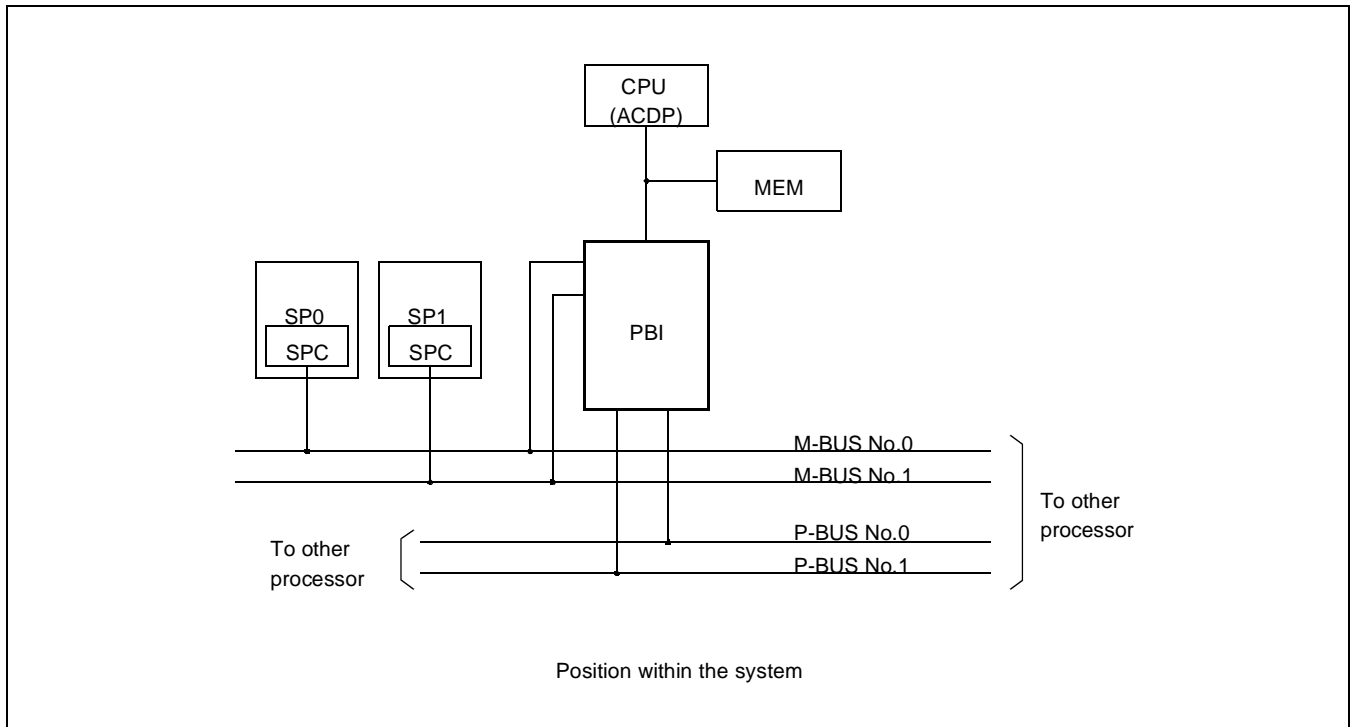 CPU
(ACDP)
MEM
SP0
SPC
SP1
SPC
PBI
M-BUS No.0
M-BUS No.1
P-BUS No.0
P-BUS No.1
To other
processor
To other
processor
Position within the system